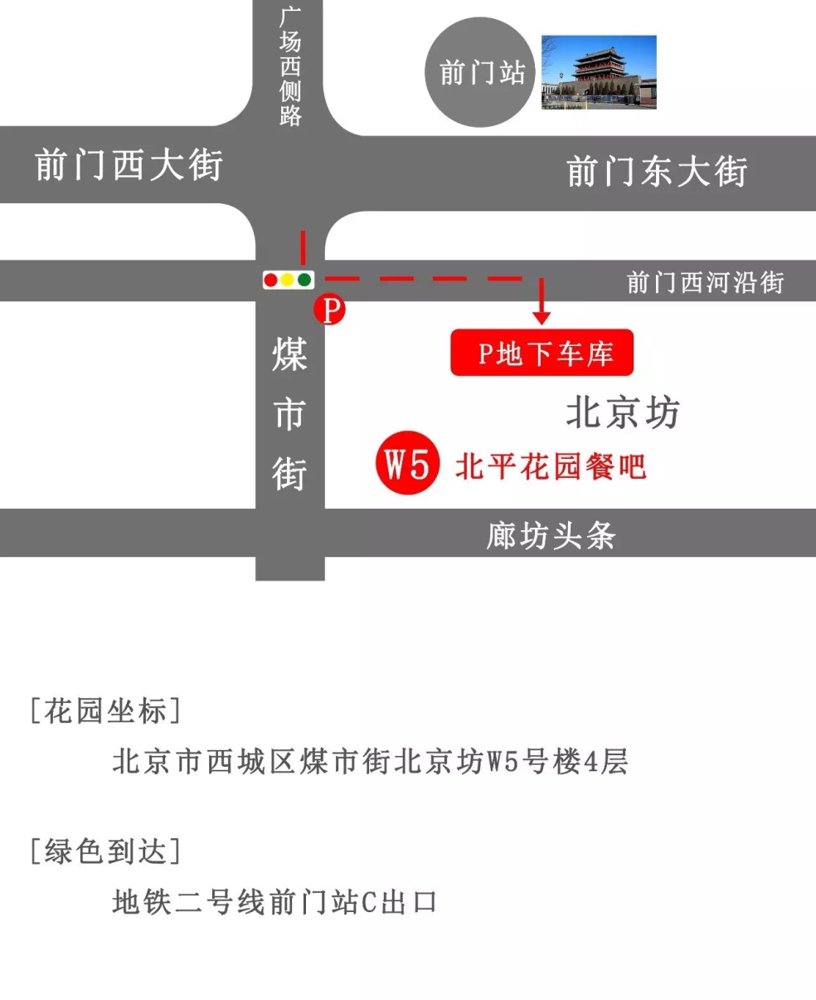 广场西侧路
前门站
前门西大街
前门东大街
前门西河沿街
P
煤市街
P地下车库
北京坊
W5
北平花园餐吧
廊坊头条
[花园坐标]
北京市西城区煤市街北京坊W5号楼4层
[绿色到达]
地铁二号线前门站C出口